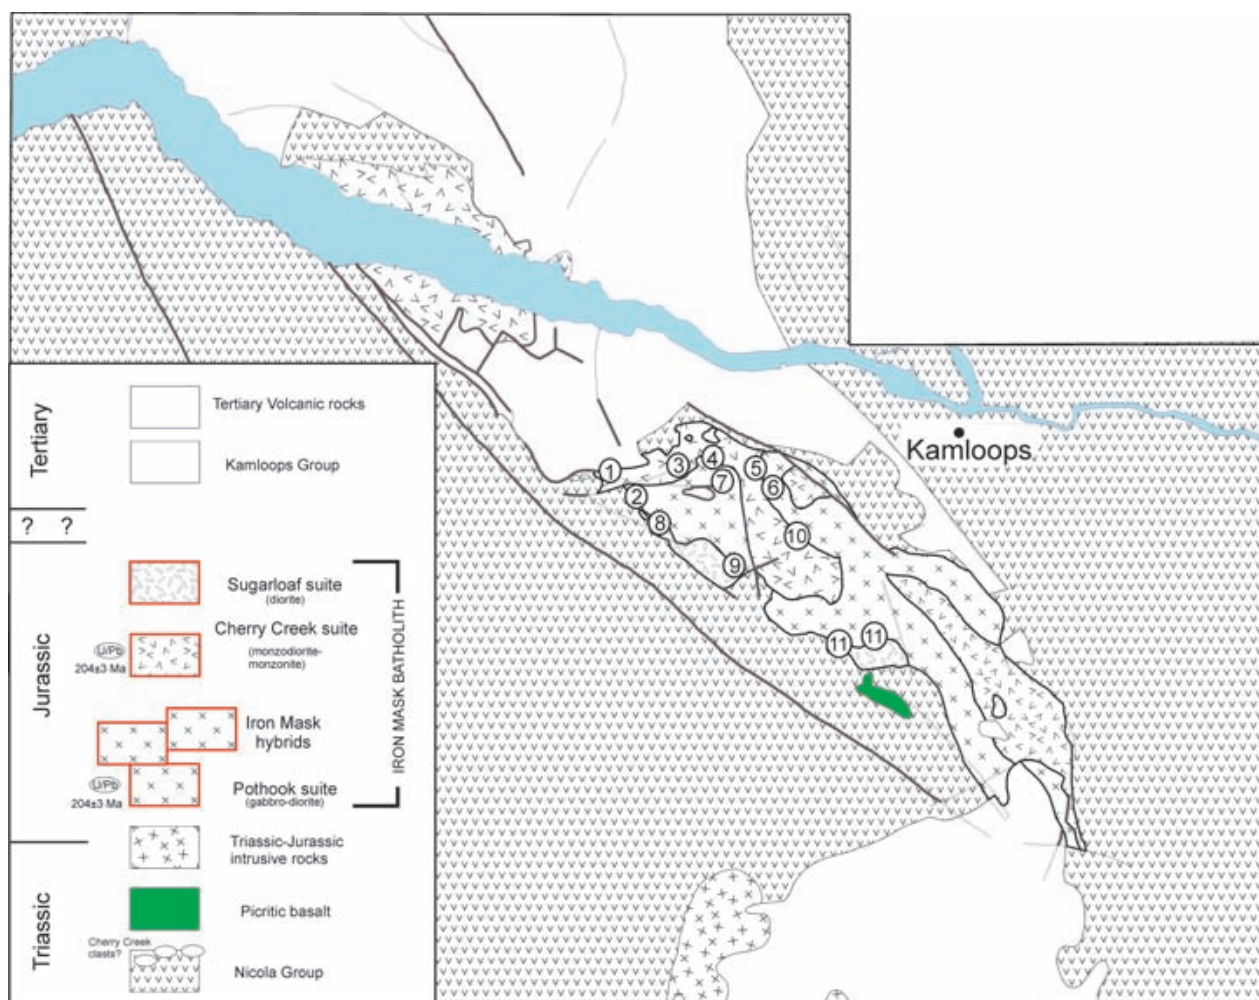 Kamloops
1
2
3
4
5
6
7
8
9
10
11
11
Tertiary
Tertiary Volcanic rocks
Kamloops Group
? ?
Jurassic
Sugarloaf suite
(diorite)
Cherry Creek suite
(monzodiorite-
monzonite)
U/Pb
204±3 Ma
Iron Mask
hybrids
Pothook suite
(gabbro-diorite)
U/Pb
204±3 Ma
IRON MASK BATHOLITH
Triassic
Triassic-Jurassic
intrusive rocks
Picritic basalt
Cherry Creek
clasts?
Nicola Group